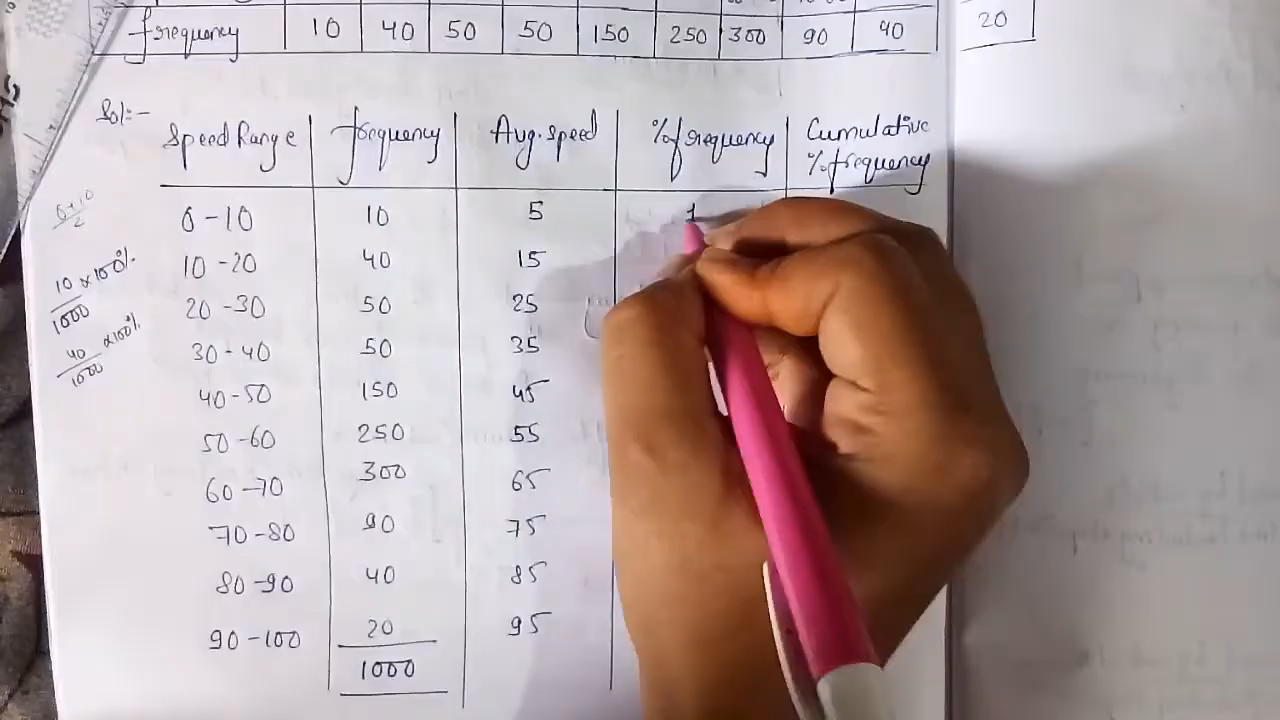 frequency 10 40 50 50 150 250 300 90 40 20
Sol:-
Speed Range frequency Avg. speed % frequency Cumulative % frequency
0+10/2
0-10 10 5 1
10-20 40 15
10/1000 x 100%
20-30 50 25
40/1000 x 100%
30-40 50 35
40-50 150 45
50-60 250 55
60-70 300 65
70-80 90 75
80-90 40 85
90-100 20 95
1000